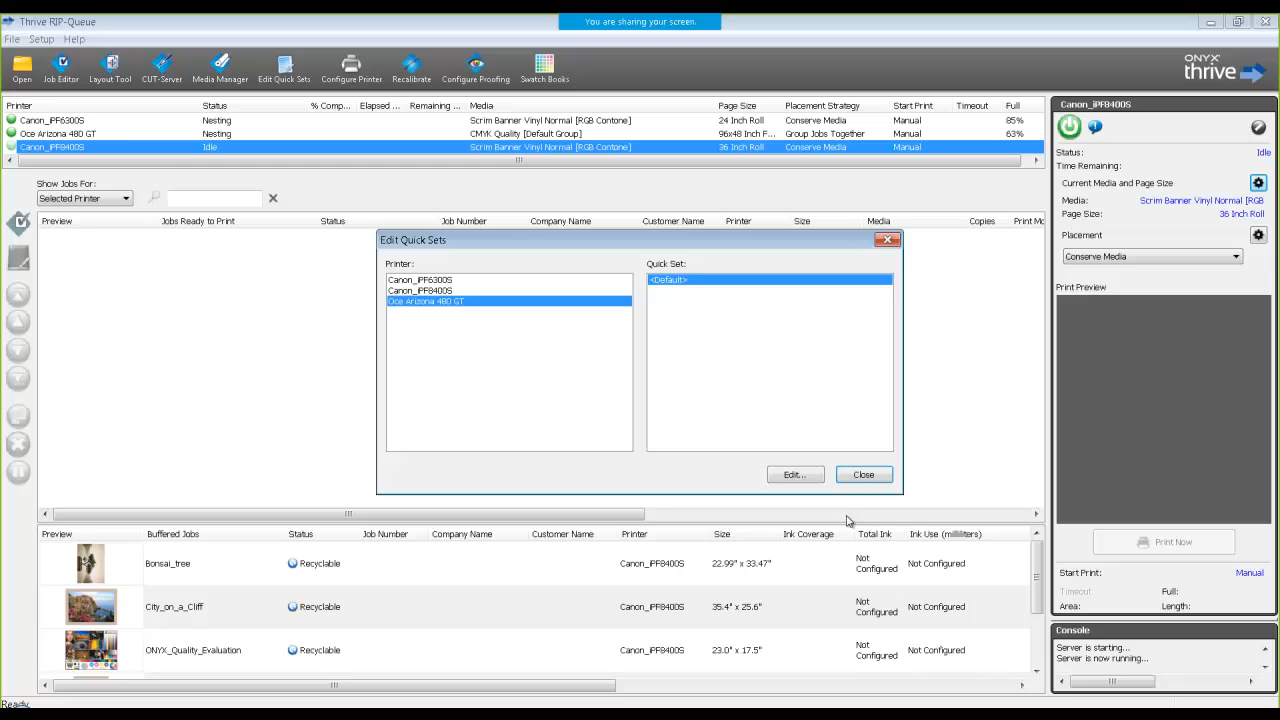 Thrive RIP-Queue
You are sharing your screen.
File Setup Help
Open Job Editor Layout Tool CUT-Server Media Manager Edit Quick Sets Configure Printer Recalibrate Configure Proofing Swatch Books
ONYX
thrive
Printer Status % Comp... Elapsed ... Remaining ... Media Page Size Placement Strategy Start Print Timeout Full
Canon_iPF6300S Nesting Scrim Banner Vinyl Normal [RGB Contone] 24 Inch Roll Conserve Media Manual 85%
Oce Arizona 480 GT Nesting CMYK Quality [Default Group] 96x48 Inch F... Group Jobs Together Manual 63%
Canon_iPF8400S Idle Scrim Banner Vinyl Normal [RGB Contone] 36 Inch Roll Conserve Media Manual
Show Jobs For:
Selected Printer
Preview Jobs Ready to Print Status Job Number Company Name Customer Name Printer Size Media Copies Print Mo
Edit Quick Sets
Printer: Quick Set:
Canon_iPF6300S <Default>
Canon_iPF8400S
Oce Arizona 480 GT
Edit... Close
Preview Buffered Jobs Status Job Number Company Name Customer Name Printer Size Ink Coverage Total Ink Ink Use (milliliters)
Bonsai_tree Recyclable Canon_iPF8400S 22.99" x 33.47" Not Configured Not Configured
City_on_a_Cliff Recyclable Canon_iPF8400S 35.4" x 25.6" Not Configured Not Configured
ONYX_Quality_Evaluation Recyclable Canon_iPF8400S 23.0" x 17.5" Not Configured Not Configured
Ready
Canon_iPF8400S
Status: Idle
Time Remaining:
Current Media and Page Size
Media: Scrim Banner Vinyl Normal [RGB
Page Size: 36 Inch Roll
Placement
Conserve Media
Print Preview
Print Now
Start Print: Manual
Timeout Full:
Area: Length:
Console
Server is starting...
Server is now running...